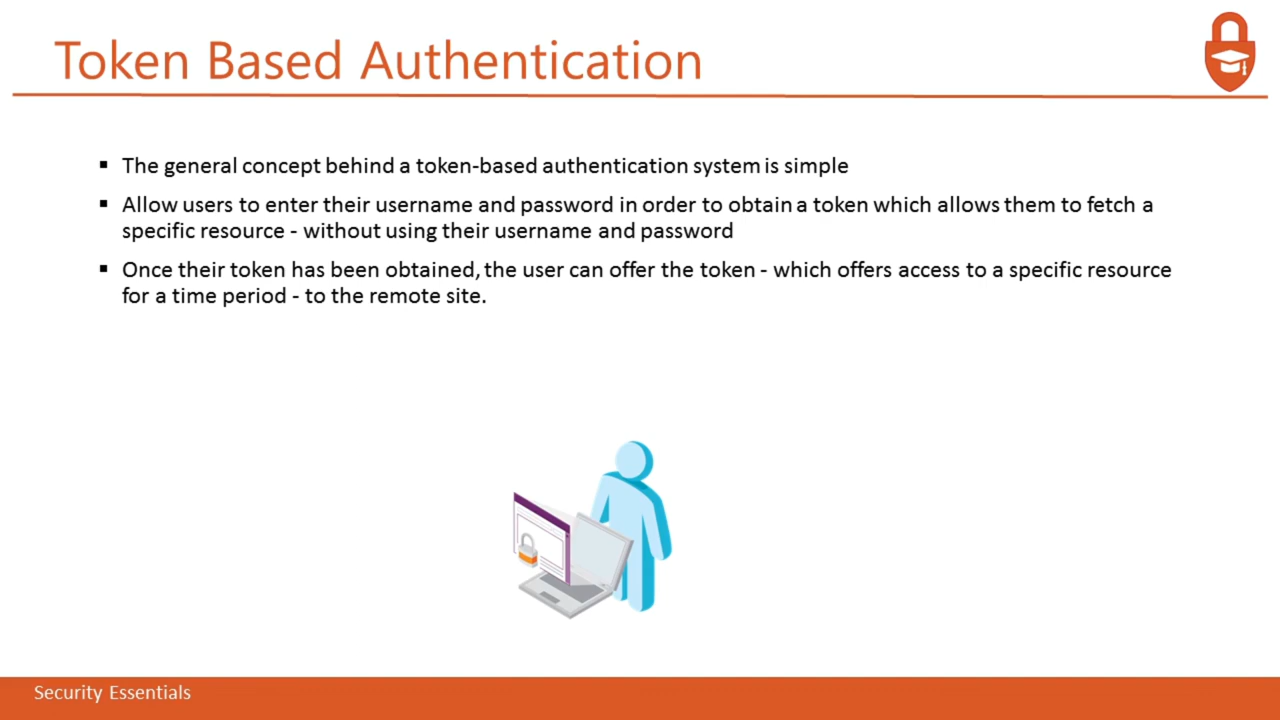 Token Based Authentication
▪ The general concept behind a token-based authentication system is simple
▪ Allow users to enter their username and password in order to obtain a token which allows them to fetch a
specific resource - without using their username and password
▪ Once their token has been obtained, the user can offer the token - which offers access to a specific resource
for a time period - to the remote site.
Security Essentials